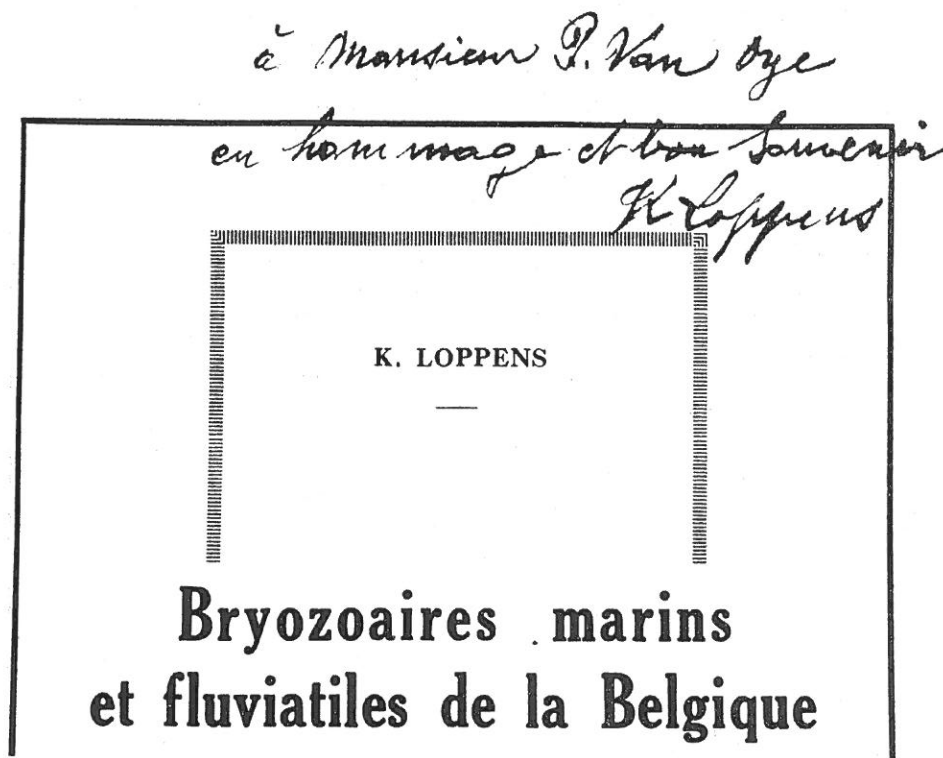 à Monsieur P. Van Oye
en hommage et bon Souvenir
K Loppens
K. LOPPENS
Bryozoaires marins
et fluviatiles de la Belgique